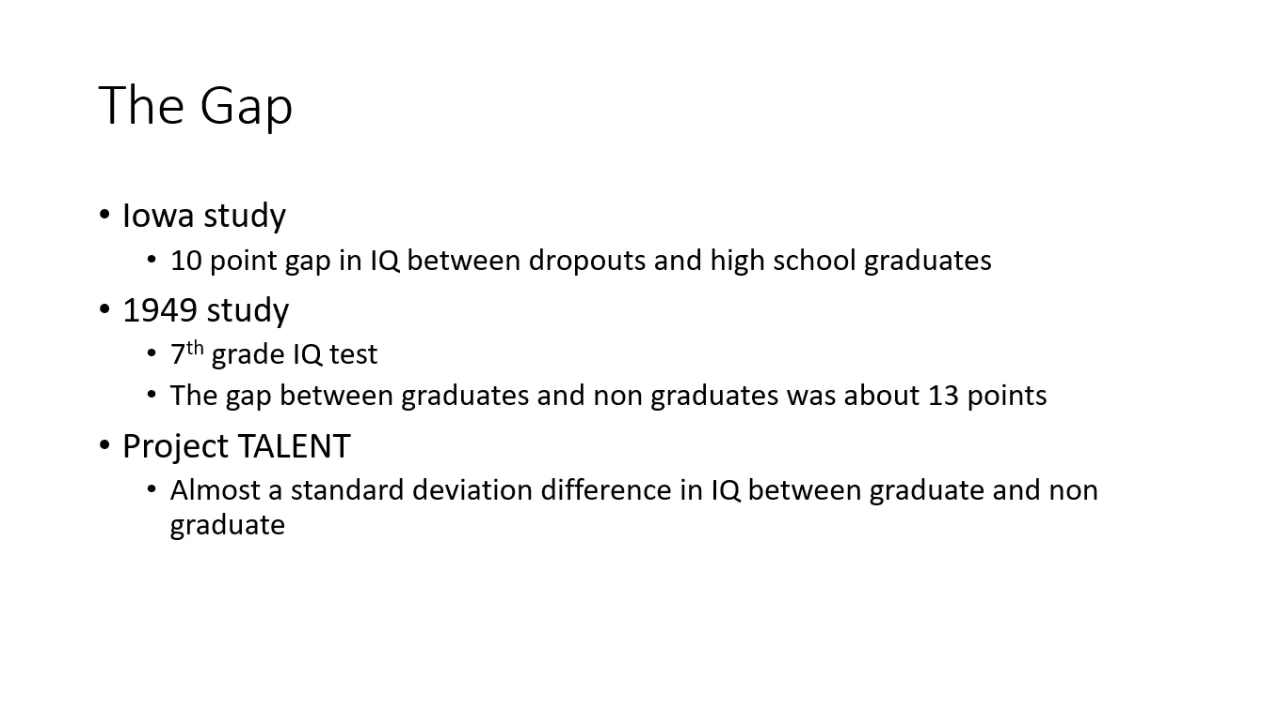 The Gap
• Iowa study
• 10 point gap in IQ between dropouts and high school graduates
• 1949 study
• 7th grade IQ test
• The gap between graduates and non graduates was about 13 points
• Project TALENT
• Almost a standard deviation difference in IQ between graduate and non
graduate